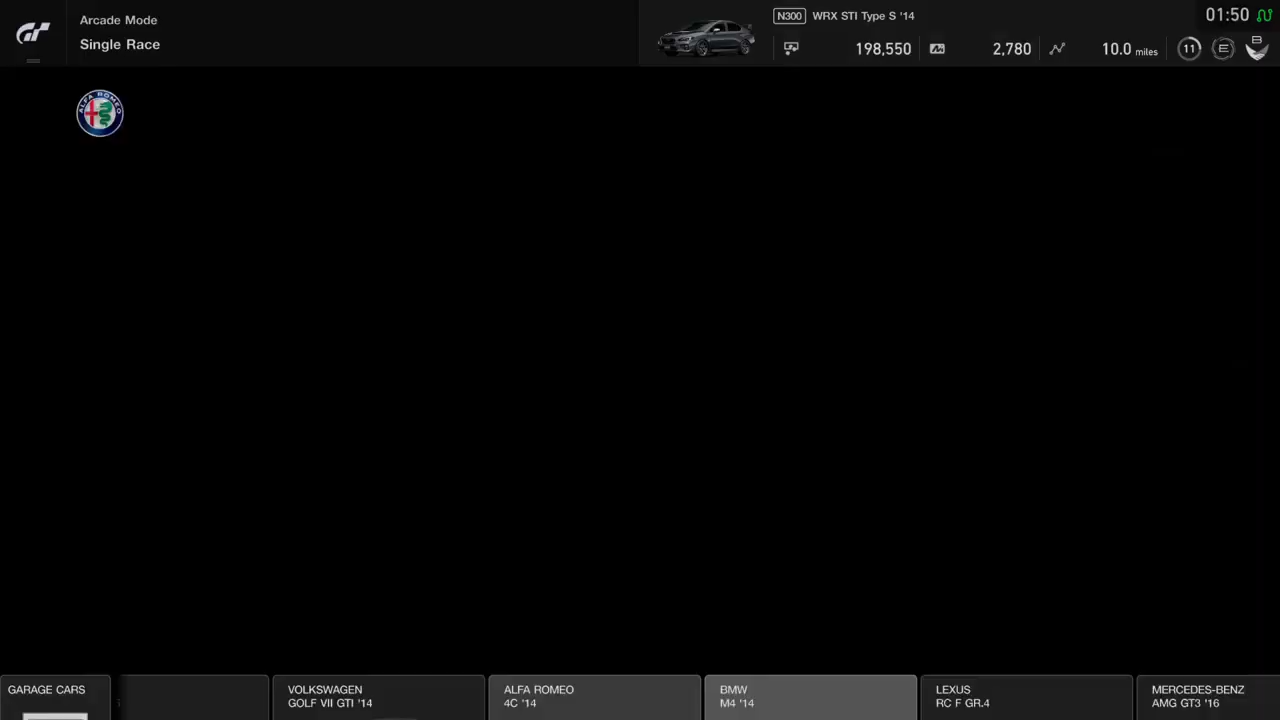 Arcade Mode
Single Race
N300 WRX STI Type S '14
198,550
2,780
10.0 miles
11
E
B
01:50
ALFA ROMEO
GARAGE CARS
VOLKSWAGEN
GOLF VII GTI '14
ALFA ROMEO
4C '14
BMW
M4 '14
LEXUS
RC F GR.4
MERCEDES-BENZ
AMG GT3 '16